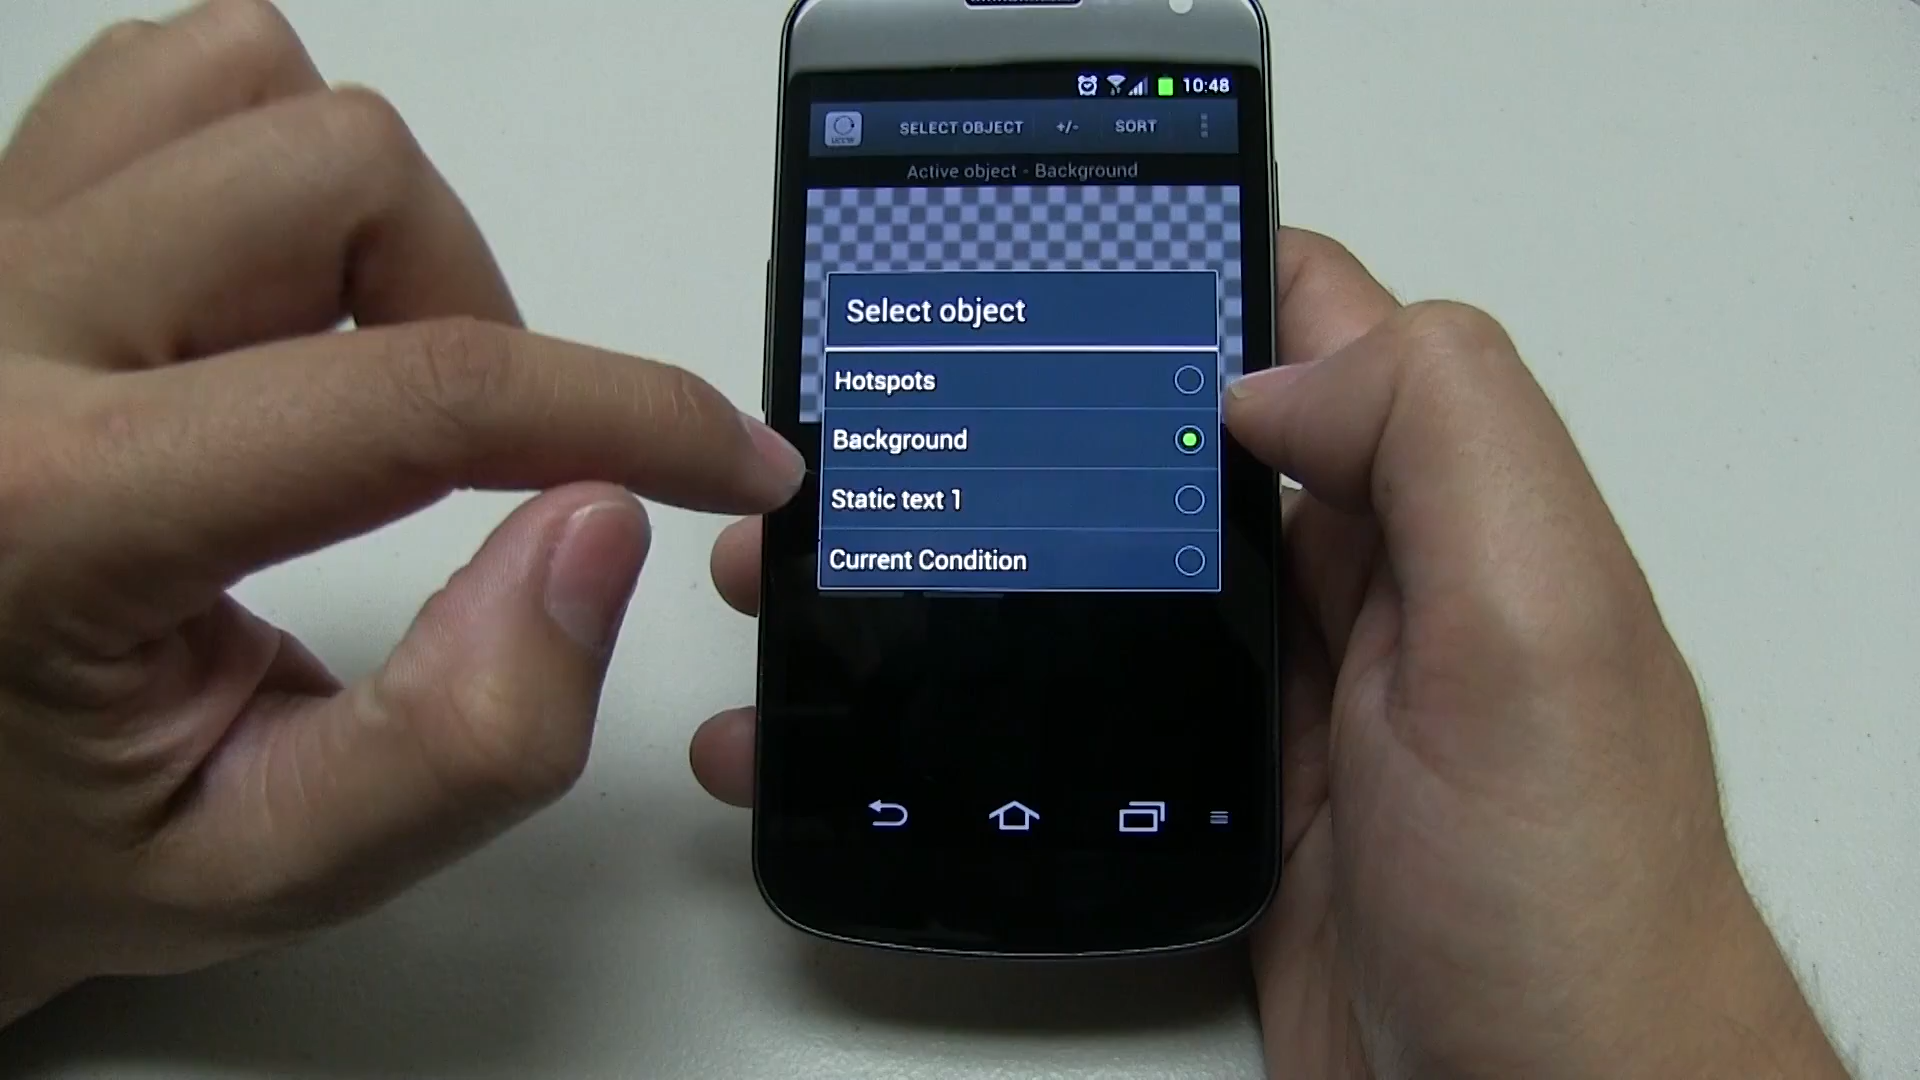 10:48
SELECT OBJECT +/- SORT
Active object - Background
Select object
Hotspots
Background
Static text 1
Current Condition